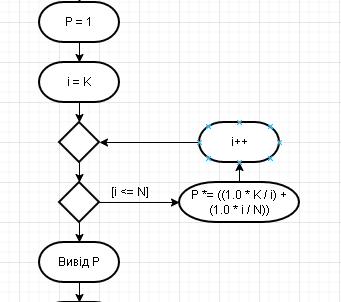 P = 1
i = K
i++
[i <= N]
P *= ((1.0 * K / i) +
(1.0 * i / N))
Вивід P